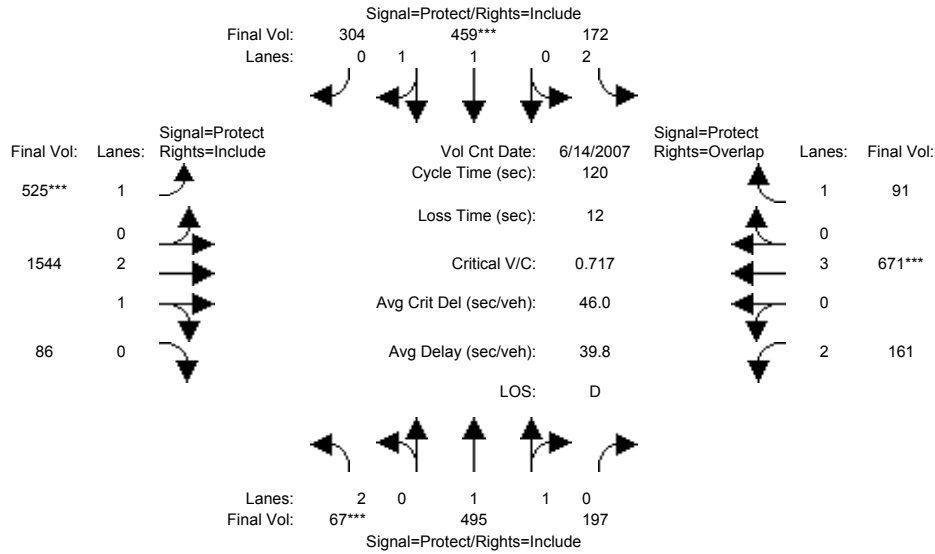 Signal=Protect/Rights=Include
Final Vol: 304 459*** 172
Lanes: 0 1 1 0 2
Signal=Protect
Final Vol: Lanes: Rights=Include
Vol Cnt Date: 6/14/2007
Signal=Protect
Rights=Overlap Lanes: Final Vol:
Cycle Time (sec): 120
525*** 1
1 91
Loss Time (sec): 12
0
0
1544 2
Critical V/C: 0.717
3 671***
1
Avg Crit Del (sec/veh): 46.0
0
86 0
Avg Delay (sec/veh): 39.8
2 161
LOS: D
Lanes: 2 0 1 1 0
Final Vol: 67*** 495 197
Signal=Protect/Rights=Include